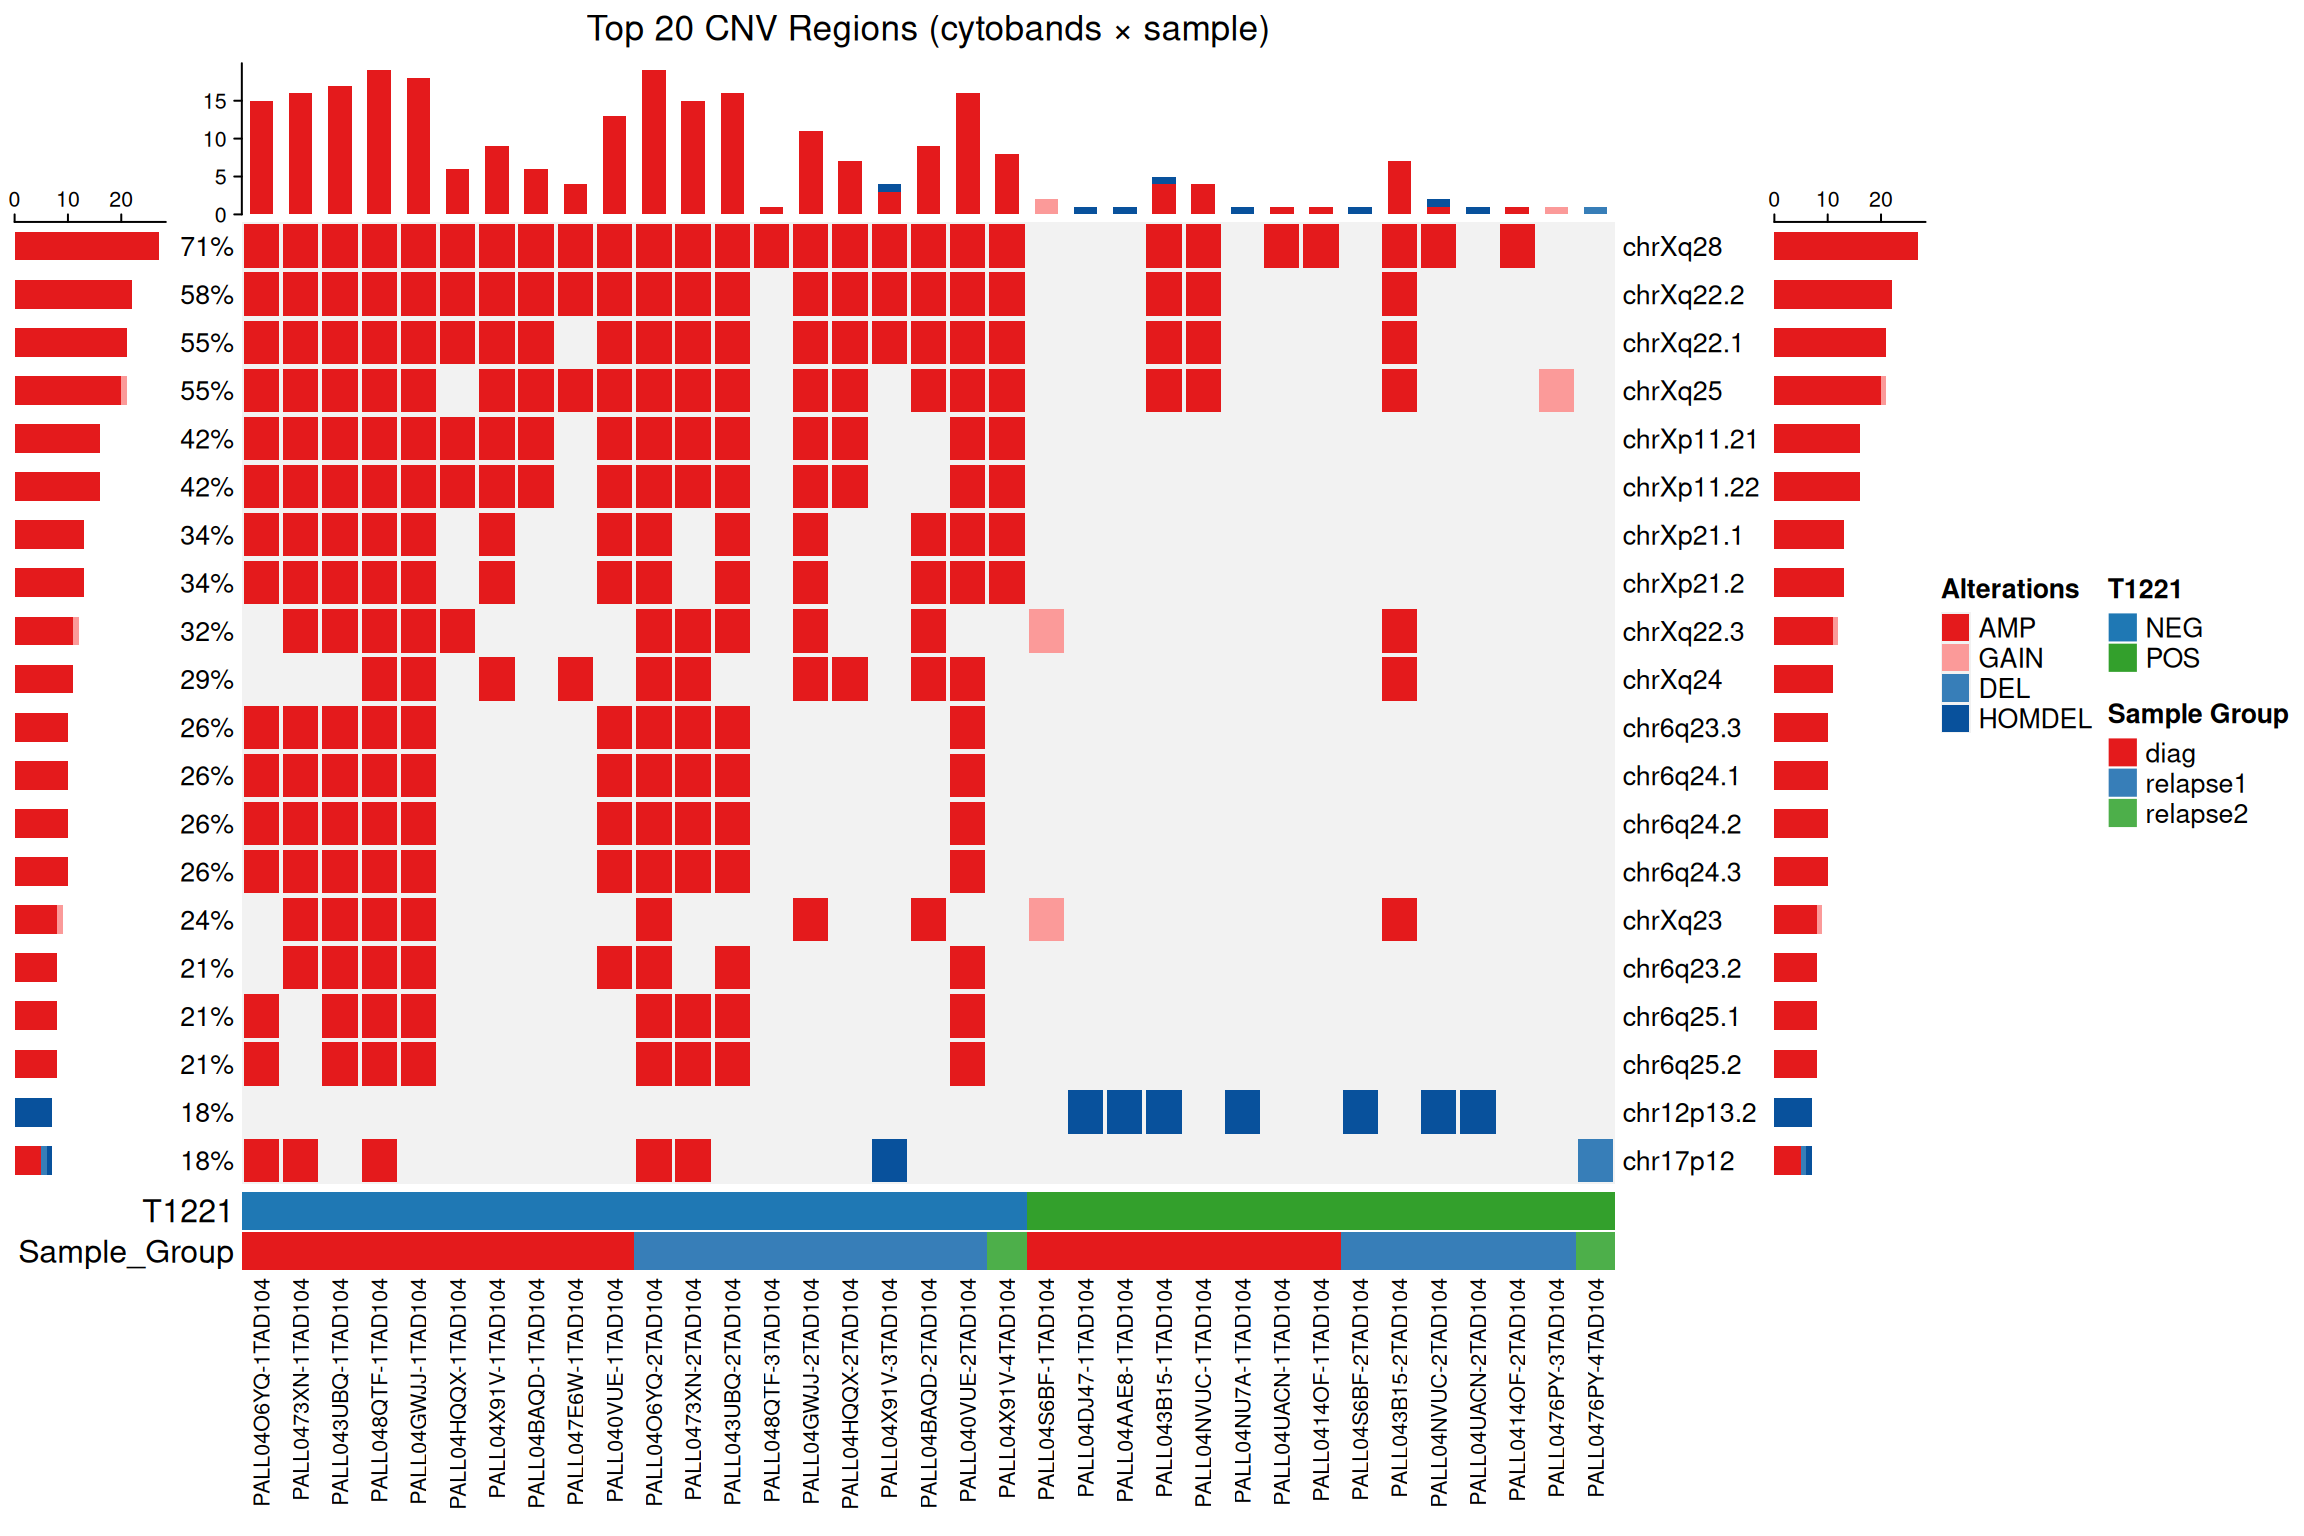 Top 20 CNV Regions (cytobands × sample)
15
10
5
0
0 10 20
0 10 20
71% chrXq28
58% chrXq22.2
55% chrXq22.1
55% chrXq25
42% chrXp11.21
42% chrXp11.22
34% chrXp21.1
34% chrXp21.2
32% chrXq22.3
29% chrXq24
26% chr6q23.3
26% chr6q24.1
26% chr6q24.2
26% chr6q24.3
24% chrXq23
21% chr6q23.2
21% chr6q25.1
21% chr6q25.2
18% chr12p13.2
18% chr17p12
T1221
Sample_Group
PALL04O6YQ-1TAD104
PALL0473XN-1TAD104
PALL043UBQ-1TAD104
PALL048QTF-1TAD104
PALL04GWJJ-1TAD104
PALL04HQQX-1TAD104
PALL04X91V-1TAD104
PALL04BAQD-1TAD104
PALL047E6W-1TAD104
PALL040VUE-1TAD104
PALL04O6YQ-2TAD104
PALL0473XN-2TAD104
PALL043UBQ-2TAD104
PALL048QTF-3TAD104
PALL04GWJJ-2TAD104
PALL04HQQX-2TAD104
PALL04X91V-3TAD104
PALL04BAQD-2TAD104
PALL040VUE-2TAD104
PALL04X91V-4TAD104
PALL04S6BF-1TAD104
PALL04DJ47-1TAD104
PALL04AAE8-1TAD104
PALL043B15-1TAD104
PALL04NVUC-1TAD104
PALL04NU7A-1TAD104
PALL04UACN-1TAD104
PALL0414OF-1TAD104
PALL04S6BF-2TAD104
PALL043B15-2TAD104
PALL04NVUC-2TAD104
PALL04UACN-2TAD104
PALL0414OF-2TAD104
PALL0476PY-3TAD104
PALL0476PY-4TAD104
Alterations
AMP
GAIN
DEL
HOMDEL
T1221
NEG
POS
Sample Group
diag
relapse1
relapse2